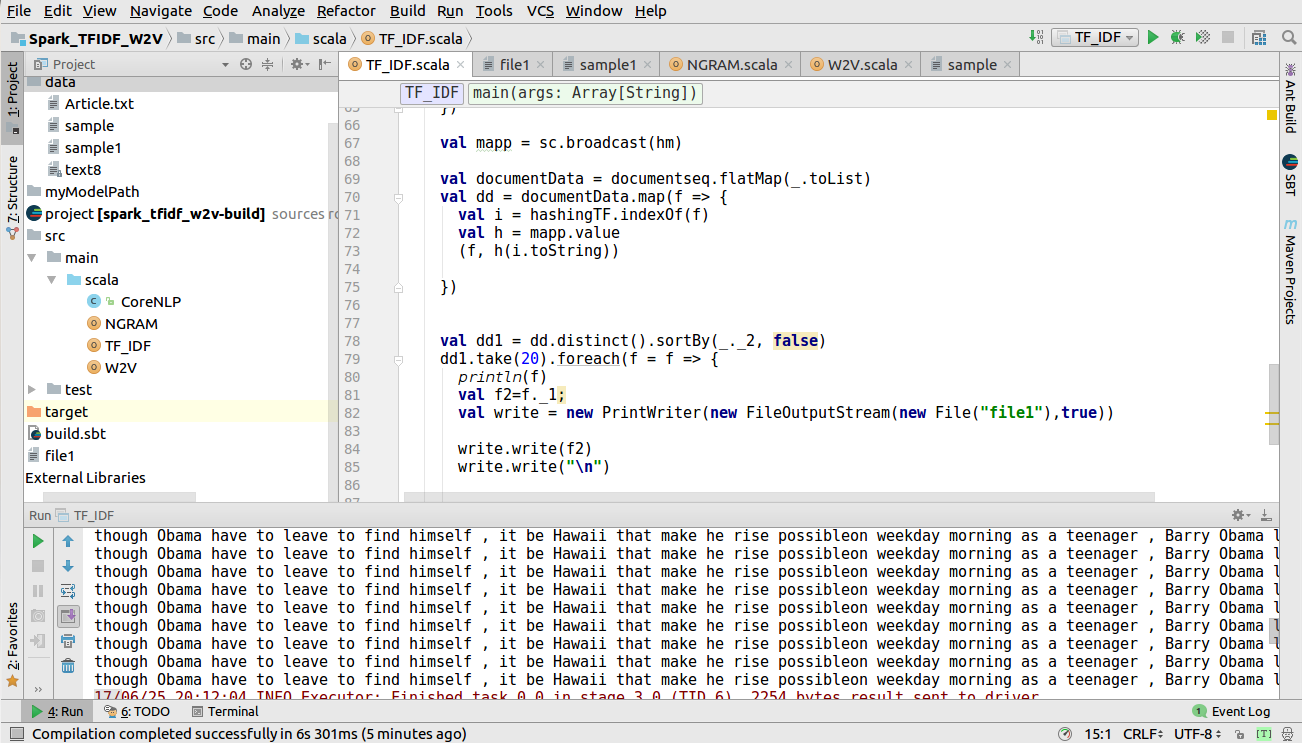 File Edit View Navigate Code Analyze Refactor Build Run Tools VCS Window Help
Spark_TFIDF_W2V src main scala TF_IDF.scala TF_IDF
Project TF_IDF.scala file1 sample1 NGRAM.scala W2V.scala sample
1: Project
7: Structure
2: Favorites
Ant Build
SBT
m Maven Projects
data
Article.txt
sample
sample1
text8
myModelPath
project [spark_tfidf_w2v-build] sources ro
src
main
scala
CoreNLP
NGRAM
TF_IDF
W2V
test
target
build.sbt
file1
External Libraries
TF_IDF main(args: Array[String])
65 })
66
67 val mapp = sc.broadcast(hm)
68
69 val documentData = documentseq.flatMap(_.toList)
70 val dd = documentData.map(f => {
71 val i = hashingTF.indexOf(f)
72 val h = mapp.value
73 (f, h(i.toString))
74
75 })
76
77
78 val dd1 = dd.distinct().sortBy(_._2, false)
79 dd1.take(20).foreach(f = f => {
80 println(f)
81 val f2=f._1;
82 val write = new PrintWriter(new FileOutputStream(new File("file1"),true))
83
84 write.write(f2)
85 write.write("\n")
86
87
Run TF_IDF
though Obama have to leave to find himself , it be Hawaii that make he rise possibleon weekday morning as a teenager , Barry Obama l
though Obama have to leave to find himself , it be Hawaii that make he rise possibleon weekday morning as a teenager , Barry Obama l
though Obama have to leave to find himself , it be Hawaii that make he rise possibleon weekday morning as a teenager , Barry Obama l
though Obama have to leave to find himself , it be Hawaii that make he rise possibleon weekday morning as a teenager , Barry Obama l
though Obama have to leave to find himself , it be Hawaii that make he rise possibleon weekday morning as a teenager , Barry Obama l
though Obama have to leave to find himself , it be Hawaii that make he rise possibleon weekday morning as a teenager , Barry Obama l
though Obama have to leave to find himself , it be Hawaii that make he rise possibleon weekday morning as a teenager , Barry Obama l
though Obama have to leave to find himself , it be Hawaii that make he rise possibleon weekday morning as a teenager , Barry Obama l
though Obama have to leave to find himself , it be Hawaii that make he rise possibleon weekday morning as a teenager , Barry Obama l
17/06/25 20:12:04 INFO Executor: Finished task 0.0 in stage 3.0 (TID 6). 2254 bytes result sent to driver
4: Run 6: TODO Terminal 1 Event Log
Compilation completed successfully in 6s 301ms (5 minutes ago) 15:1 CRLF UTF-8 [T]